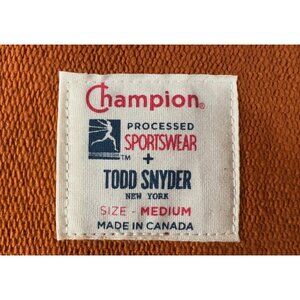 Champion®
PROCESSED
SPORTSWEAR
™ +
TODD SNYDER
NEW YORK
SIZE - MEDIUM
MADE IN CANADA